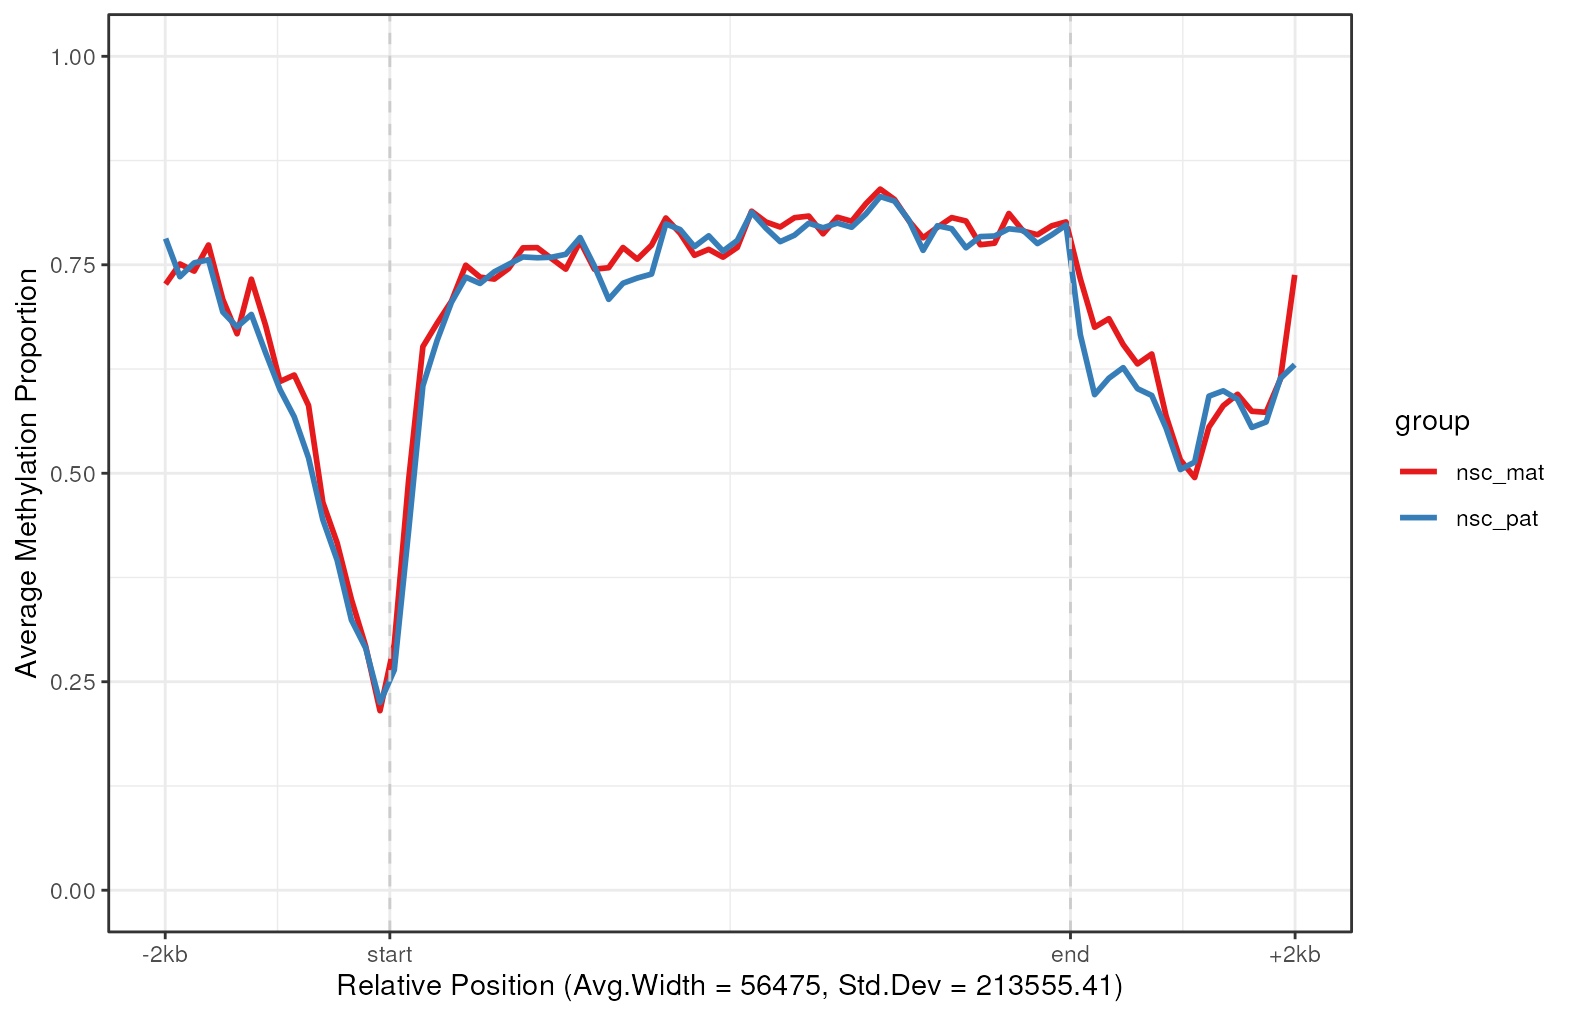 Average Methylation Proportion
1.00
0.75
0.50
0.25
0.00
-2kb
start
end
+2kb
Relative Position (Avg.Width = 56475, Std.Dev = 213555.41)
group
nsc_mat
nsc_pat